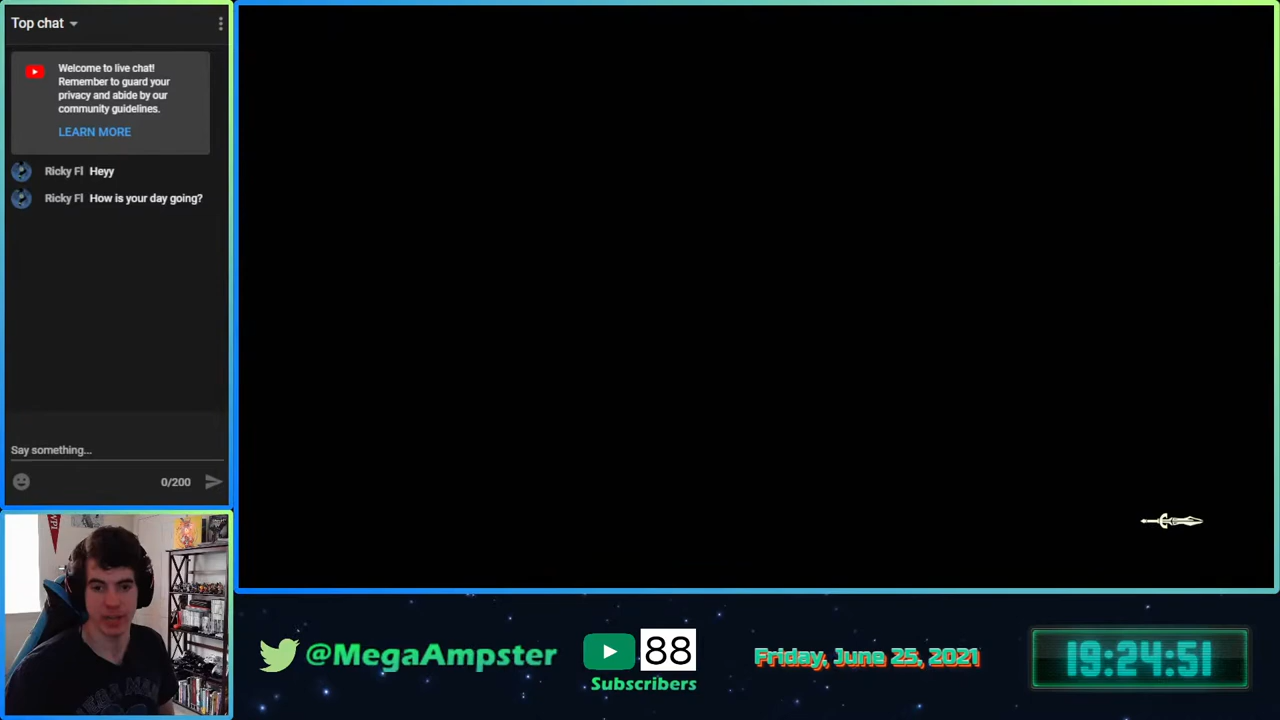 Top chat
Welcome to live chat!
Remember to guard your
privacy and abide by our
community guidelines.
LEARN MORE
Ricky Fl Heyy
Ricky Fl How is your day going?
Say something...
0/200
WPI
@MegaAmpster
88
Subscribers
Friday, June 25, 2021
19:24:51